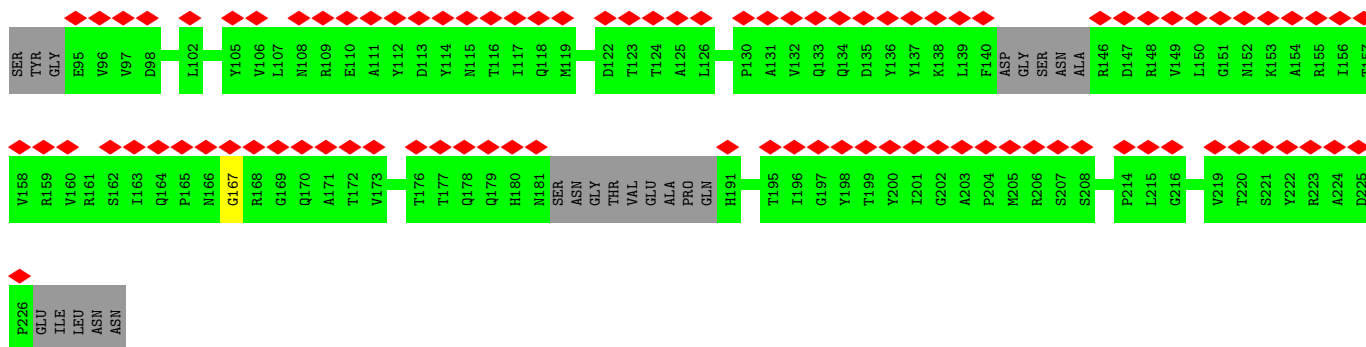 SER TYR GLY E95 V96 V97 D98 L102 Y105 V106 L107 N108 R109 E110 A111 Y112 D113 Y114 N115 T116 I117 Q118 M119 D122 T123 T124 A125 L126 P130 A131 V132 Q133 Q134 D135 Y136 Y137 K138 L139 F140 ASP GLY SER ASN ALA R146 D147 R148 V149 L150 G151 N152 K153 A154 R155 I156 T157
V158 R159 V160 R161 S162 I163 Q164 P165 N166 G167 R168 G169 Q170 A171 T172 V173 T176 T177 Q178 Q179 H180 N181 SER ASN GLY THR VAL GLU ALA PRO GLN H191 T195 I196 G197 Y198 T199 Y200 I201 G202 A203 P204 M205 R206 S207 S208 P214 L215 G216 V219 T220 S221 Y222 R223 A224 D225
P226 GLU ILE LEU ASN ASN